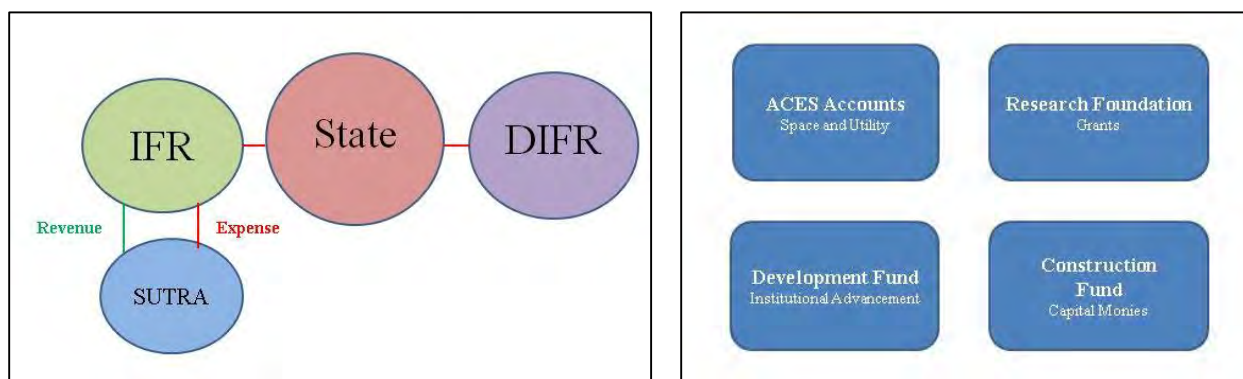 IFR
State
DIFR
Revenue
Expense
SUTRA
ACES Accounts
Space and Utility
Research Foundation
Grants
Development Fund
Institutional Advancement
Construction
Fund
Capital Monies